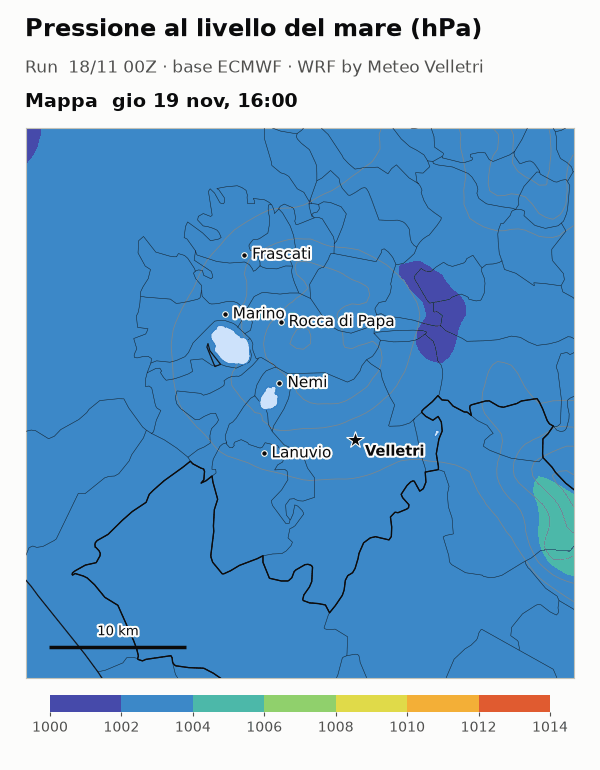 Pressione al livello del mare (hPa)
Run  18/11 00Z · base ECMWF · WRF by Meteo Velletri
Mappa  gio 19 nov, 16:00
Frascati
Marino
Rocca di Papa
Nemi
Velletri
Lanuvio
10 km
1000 1002 1004 1006 1008 1010 1012 1014